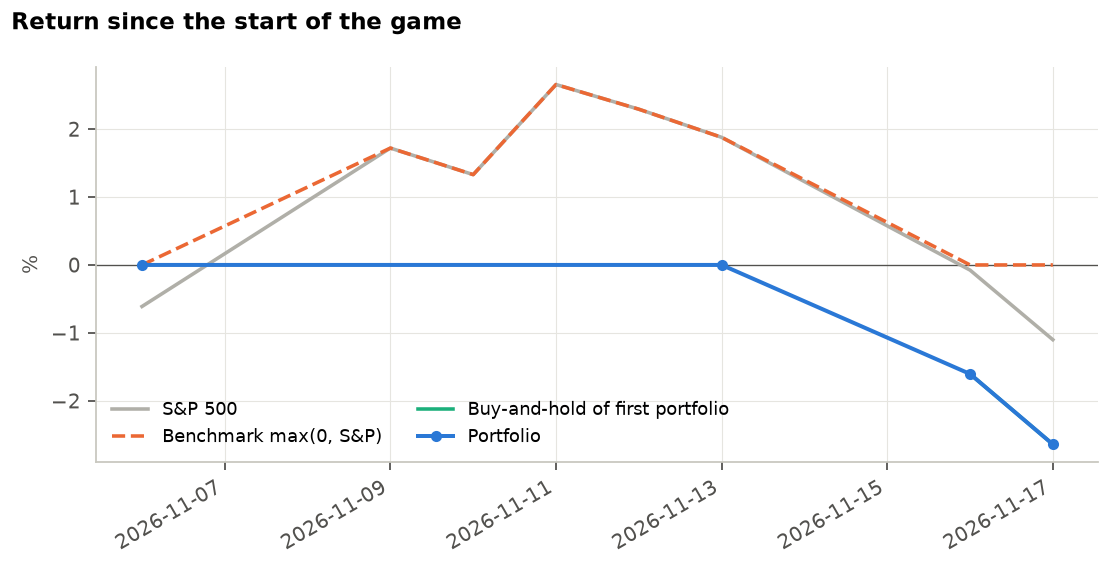 Return since the start of the game
%
2
1
0
−1
−2
S&P 500
Benchmark max(0, S&P)
Buy-and-hold of first portfolio
Portfolio
2026-11-07
2026-11-09
2026-11-11
2026-11-13
2026-11-15
2026-11-17